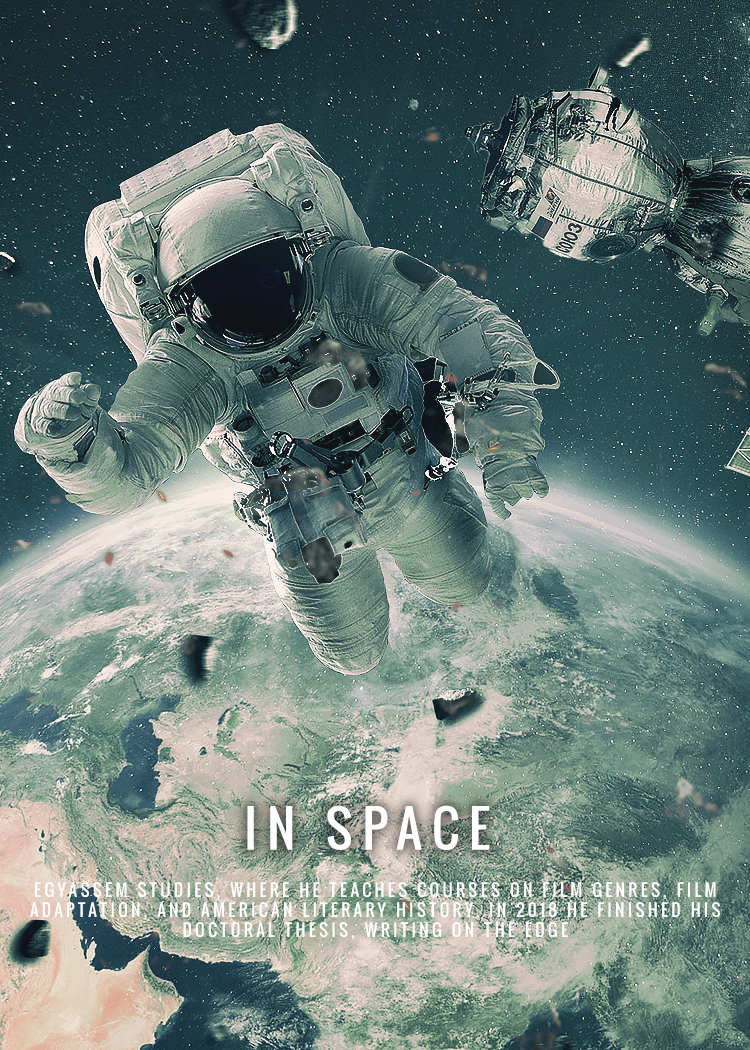 IN SPACE
EGYASSEM STUDIES, WHERE HE TEACHES COURSES ON FILM GENRES, FILM
ADAPTATION, AND AMERICAN LITERARY HISTORY. IN 2018 HE FINISHED HIS
DOCTORAL THESIS, WRITING ON THE EDGE